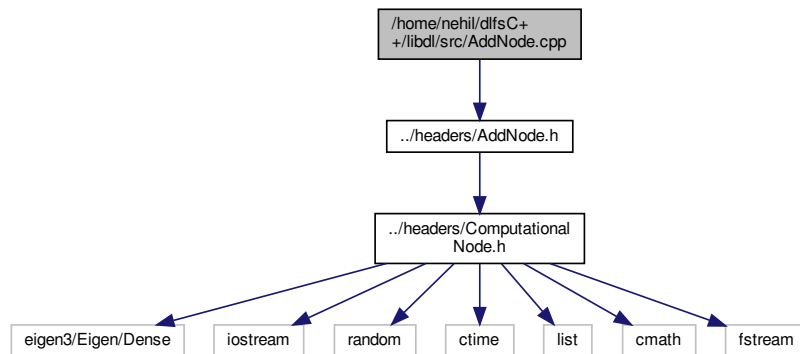 /home/nehil/dlfsC+
+/libdl/src/AddNode.cpp
../headers/AddNode.h
../headers/Computational
Node.h
eigen3/Eigen/Dense
iostream
random
ctime
list
cmath
fstream